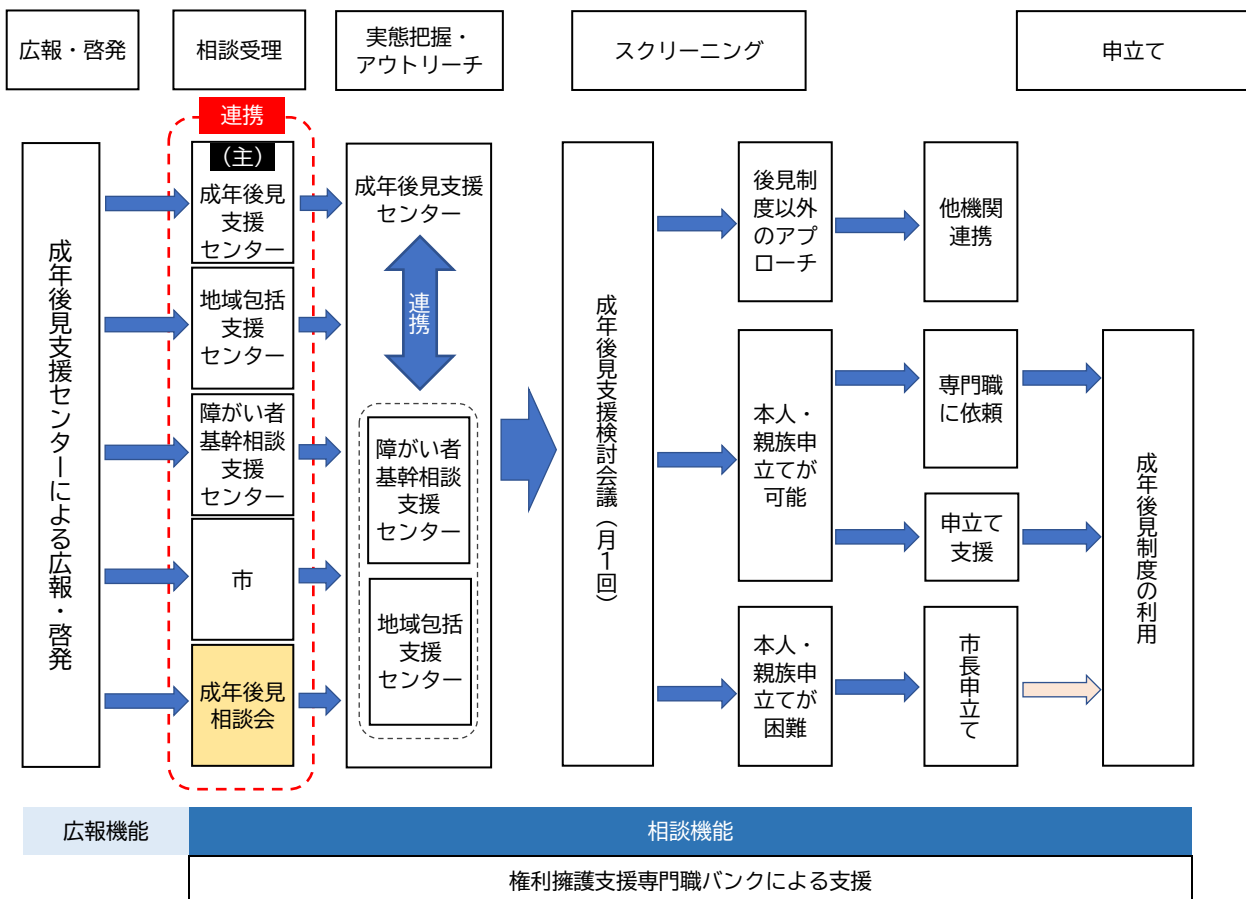 広報・啓発
相談受理
実態把握・
アウトリーチ
スクリーニング
申立て
連携
成年後見支援センターによる広報・啓発
（主）
成年後見
支援
センター
地域包括
支援
センター
障がい者
基幹相談
支援
センター
市
成年後見
相談会
成年後見支援
センター
連携
障がい者
基幹相談
支援
センター
地域包括
支援
センター
成年後見支援検討会議（月１回）
後見制
度以外
のアプ
ローチ
他機関
連携
本人・
親族申
立てが
可能
専門職
に依頼
申立て
支援
本人・
親族申
立てが
困難
市長申立て
成年後見制度の利用
広報機能
相談機能
権利擁護支援専門職バンクによる支援